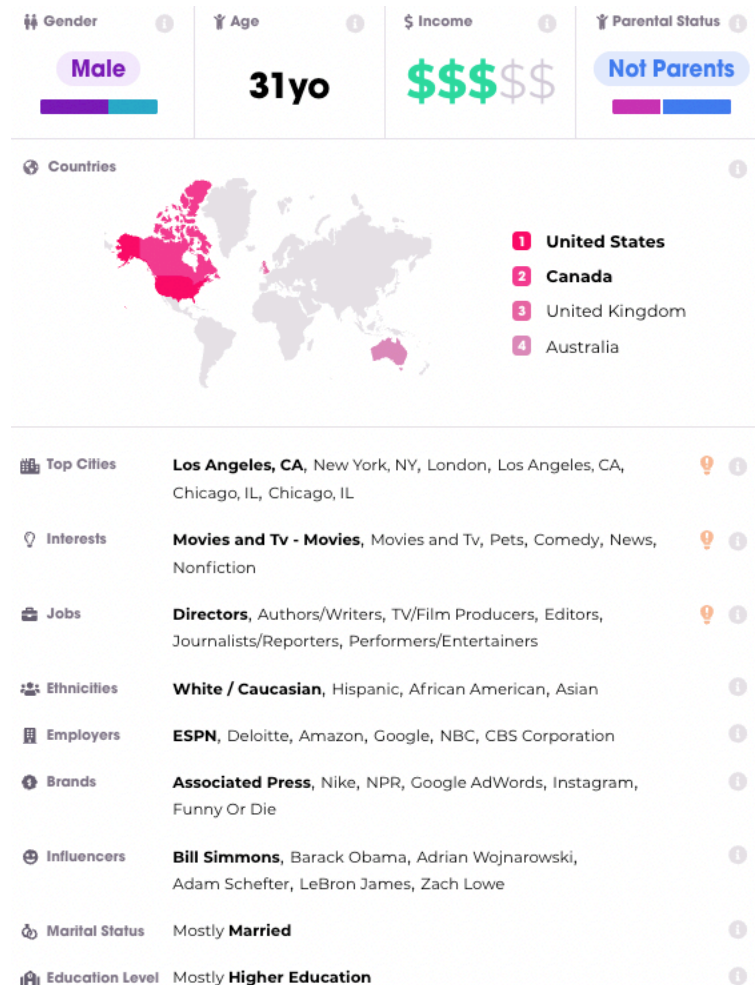 Gender
Age
$ Income
Parental Status
Male
31yo
$$$$$
Not Parents
Countries
1 United States
2 Canada
3 United Kingdom
4 Australia
Top Cities
Los Angeles, CA, New York, NY, London, Los Angeles, CA,
Chicago, IL, Chicago, IL
Interests
Movies and Tv - Movies, Movies and Tv, Pets, Comedy, News,
Nonfiction
Jobs
Directors, Authors/Writers, TV/Film Producers, Editors,
Journalists/Reporters, Performers/Entertainers
Ethnicities
White / Caucasian, Hispanic, African American, Asian
Employers
ESPN, Deloitte, Amazon, Google, NBC, CBS Corporation
Brands
Associated Press, Nike, NPR, Google AdWords, Instagram,
Funny Or Die
Influencers
Bill Simmons, Barack Obama, Adrian Wojnarowski,
Adam Schefter, LeBron James, Zach Lowe
Marital Status
Mostly Married
Education Level
Mostly Higher Education